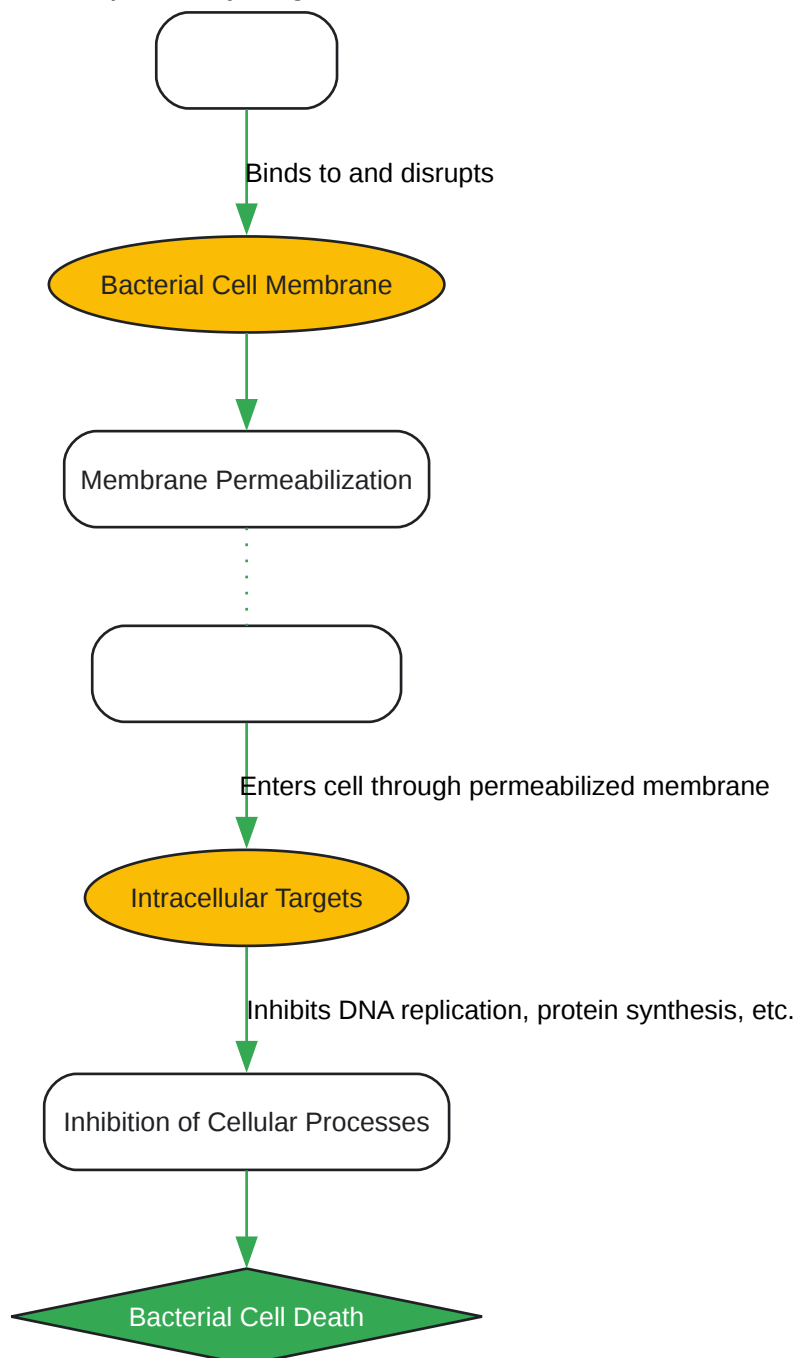 Binds to and disrupts
Bacterial Cell Membrane
Membrane Permeabilization
Enters cell through permeabilized membrane
Intracellular Targets
Inhibits DNA replication, protein synthesis, etc.
Inhibition of Cellular Processes
Bacterial Cell Death